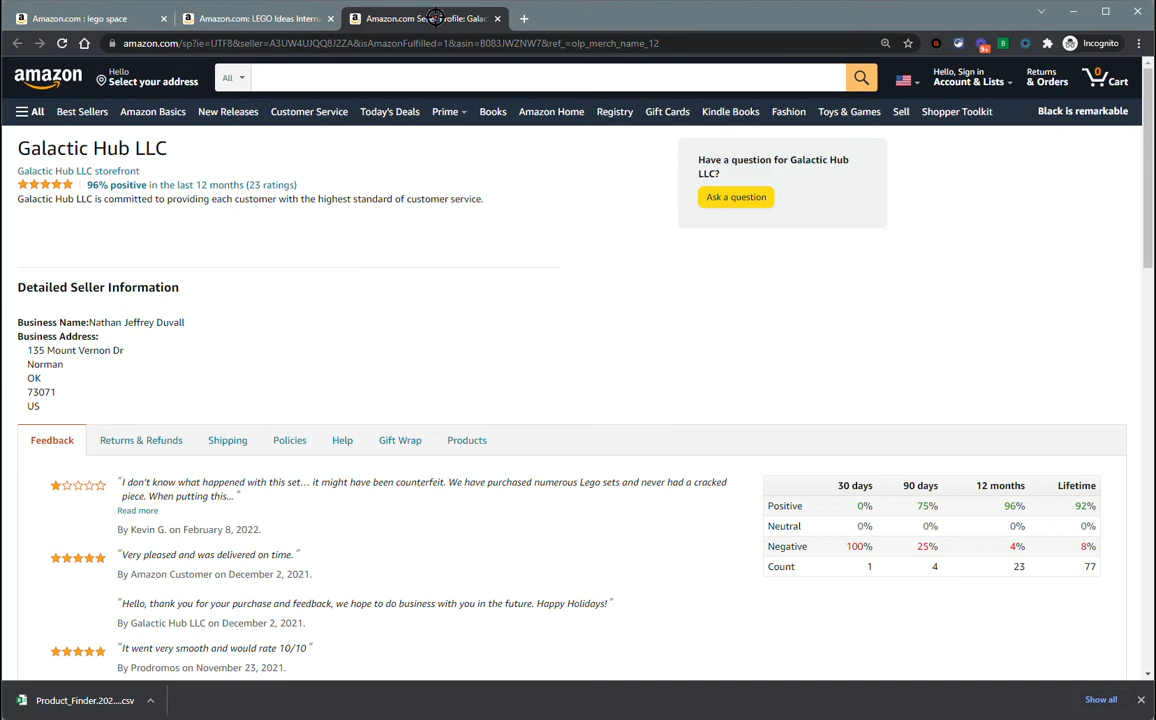 Amazon.com : lego space
Amazon.com: LEGO Ideas Intern
Amazon.com Se Profile: Galac
amazon.com/sp?ie=UTF8&seller=A3UW4UJQQ8J2ZA&isAmazonFulfilled=1&asin=B083JWZNW7&ref_=olp_merch_name_12
G
9+
B
Incognito
amazon
Hello
Select your address
All
Hello, Sign in
Account & Lists
Returns
& Orders
0
Cart
All
Best Sellers
Amazon Basics
New Releases
Customer Service
Today's Deals
Prime
Books
Amazon Home
Registry
Gift Cards
Kindle Books
Fashion
Toys & Games
Sell
Shopper Toolkit
Black is remarkable
Galactic Hub LLC
Galactic Hub LLC storefront
96% positive in the last 12 months (23 ratings)
Galactic Hub LLC is committed to providing each customer with the highest standard of customer service.
Have a question for Galactic Hub
LLC?
Ask a question
Detailed Seller Information
Business Name:Nathan Jeffrey Duvall
Business Address:
135 Mount Vernon Dr
Norman
OK
73071
US
Feedback
Returns & Refunds
Shipping
Policies
Help
Gift Wrap
Products
“I don't know what happened with this set... it might have been counterfeit. We have purchased numerous Lego sets and never had a cracked
piece. When putting this... ”
Read more
By Kevin G. on February 8, 2022.
“Very pleased and was delivered on time. ”
By Amazon Customer on December 2, 2021.
“Hello, thank you for your purchase and feedback, we hope to do business with you in the future. Happy Holidays! ”
By Galactic Hub LLC on December 2, 2021.
“It went very smooth and would rate 10/10 ”
By Prodromos on November 23, 2021.
30 days 90 days 12 months Lifetime
Positive 0% 75% 96% 92%
Neutral 0% 0% 0% 0%
Negative 100% 25% 4% 8%
Count 1 4 23 77
Product_Finder.202....csv
Show all